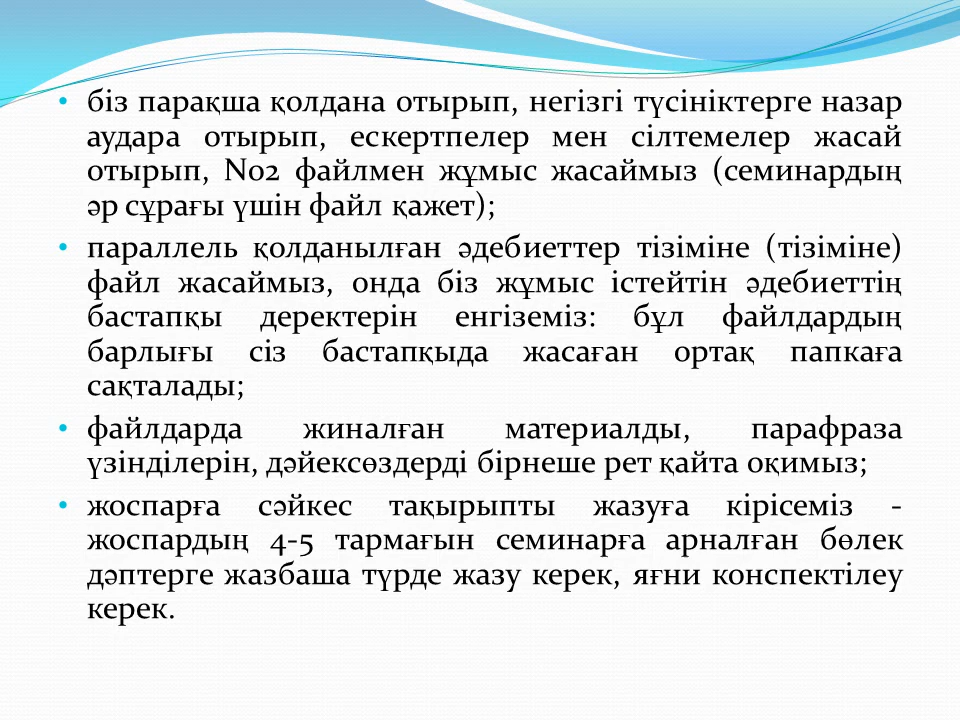 • біз парақша қолдана отырып, негізгі түсініктерге назар
аудара отырып, ескертпелер мен сілтемелер жасай
отырып, No2 файлмен жұмыс жасаймыз (семинардың
әр сұрағы үшін файл қажет);
• параллель қолданылған әдебиеттер тізіміне (тізіміне)
файл жасаймыз, онда біз жұмыс істейтін әдебиеттің
бастапқы деректерін енгіземіз: бұл файлдардың
барлығы сіз бастапқыда жасаған ортақ папкаға
сақталады;
• файлдарда жиналған материалды, парафраза
үзінділерін, дәйексөздерді бірнеше рет қайта оқимыз;
• жоспарға сәйкес тақырыпты жазуға кірісеміз -
жоспардың 4-5 тармағын семинарға арналған бөлек
дәптерге жазбаша түрде жазу керек, яғни конспектілеу
керек.